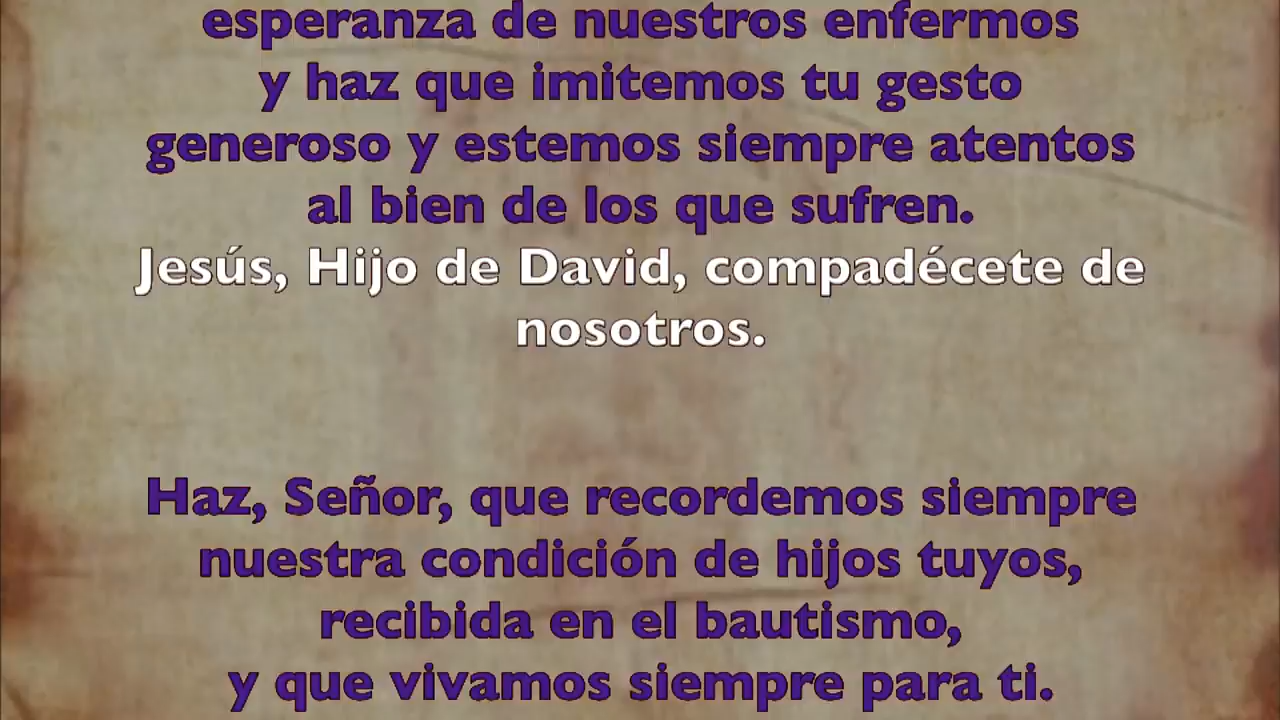 esperanza de nuestros enfermos
y haz que imitemos tu gesto
generoso y estemos siempre atentos
al bien de los que sufren.
Jesús, Hijo de David, compadécete de
nosotros.
Haz, Señor, que recordemos siempre
nuestra condición de hijos tuyos,
recibida en el bautismo,
y que vivamos siempre para ti.